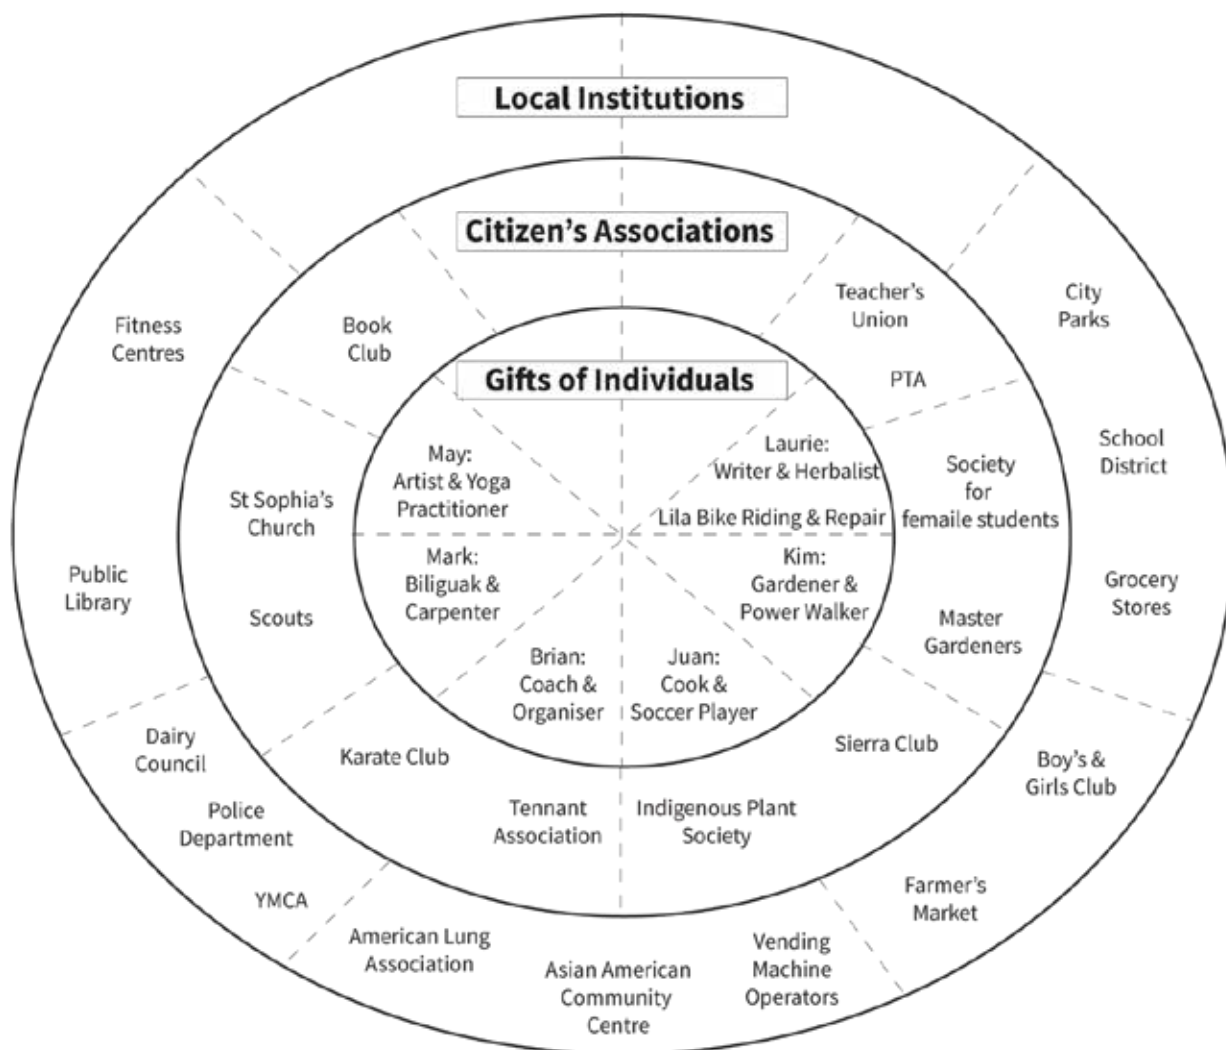 Local Institutions
Citizen's Associations
Gifts of Individuals
Fitness
Centres
Public
Library
Dairy
Council
Police
Department
YMCA
American Lung
Association
Asian American
Community
Centre
Vending
Machine
Operators
Farmer's
Market
Boy's &
Girls Club
Grocery
Stores
School
District
City
Parks
Book
Club
St Sophia's
Church
Scouts
Karate Club
Tennant
Association
Indigenous Plant
Society
Sierra Club
Master
Gardeners
Society
for
femaile students
PTA
Teacher's
Union
May:
Artist & Yoga
Practitioner
Mark:
Biliguak &
Carpenter
Brian:
Coach &
Organiser
Juan:
Cook &
Soccer Player
Kim:
Gardener &
Power Walker
Lila Bike Riding & Repair
Laurie:
Writer & Herbalist